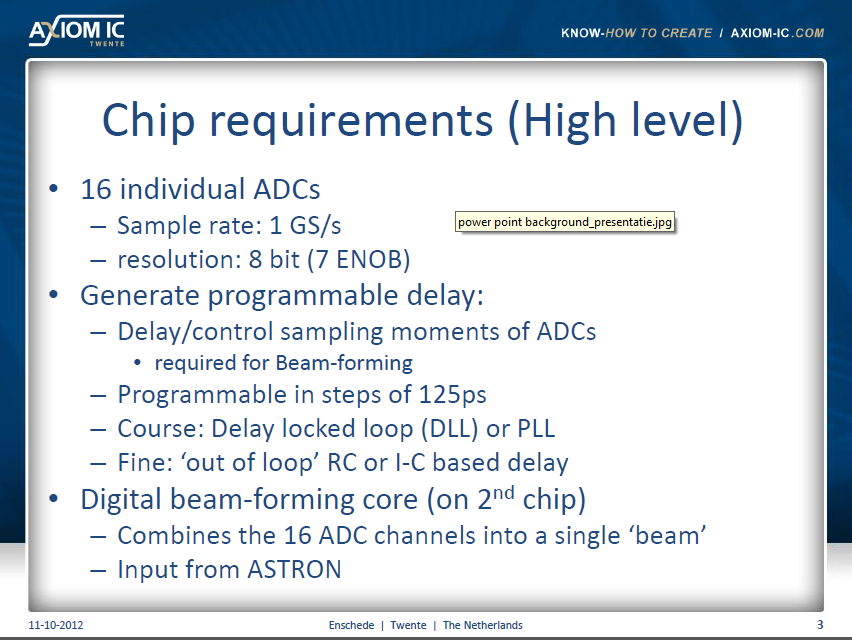 AXIOM IC
TWENTE
KNOW-HOW TO CREATE / AXIOM-IC.COM
Chip requirements (High level)
• 16 individual ADCs
– Sample rate: 1 GS/s
power point background_presentatie.jpg
– resolution: 8 bit (7 ENOB)
• Generate programmable delay:
– Delay/control sampling moments of ADCs
• required for Beam-forming
– Programmable in steps of 125ps
– Course: Delay locked loop (DLL) or PLL
– Fine: ‘out of loop’ RC or I-C based delay
• Digital beam-forming core (on 2nd chip)
– Combines the 16 ADC channels into a single ‘beam’
– Input from ASTRON
11-10-2012
Enschede | Twente | The Netherlands
3